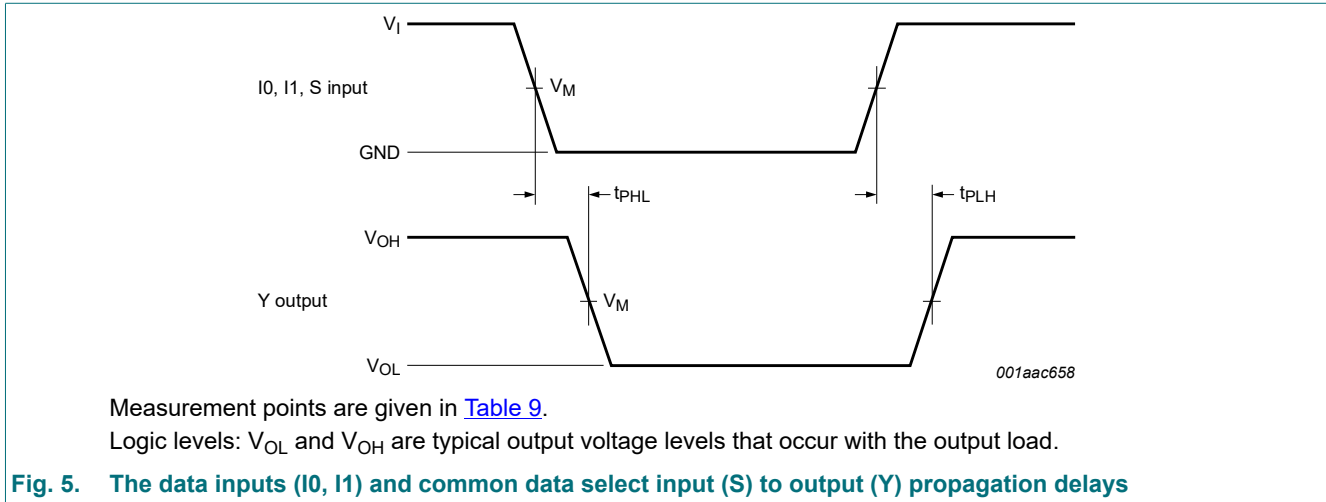 VI
I0, I1, S input
VM
GND
tPHL
tPLH
VOH
Y output
VM
VOL
001aac658
Measurement points are given in Table 9.
Logic levels: VOL and VOH are typical output voltage levels that occur with the output load.
Fig. 5. The data inputs (I0, I1) and common data select input (S) to output (Y) propagation delays